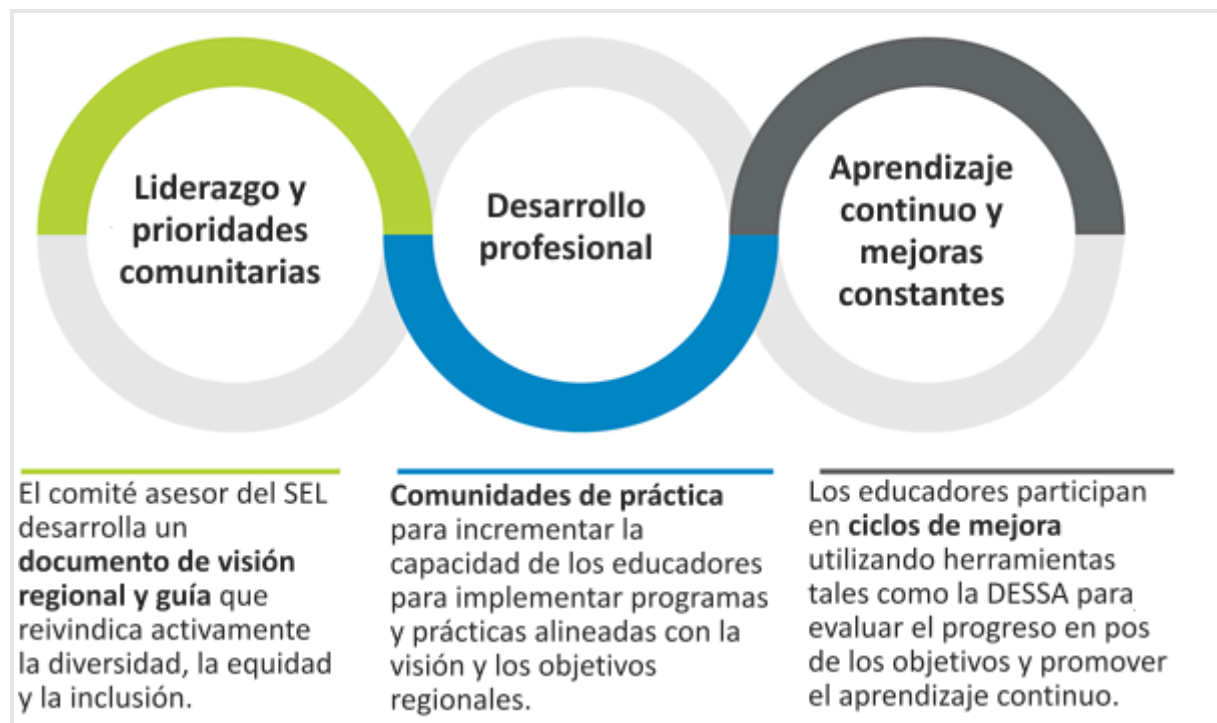 Liderazgo y
prioridades
comunitarias
Desarrollo
profesional
Aprendizaje
continuo y
mejoras
constantes
El comité asesor del SEL
desarrolla un
documento de visión
regional y guía que
reivindica activamente
la diversidad, la equidad
y la inclusión.
Comunidades de práctica
para incrementar la
capacidad de los educadores
para implementar programas
y prácticas alineadas con la
visión y los objetivos
regionales.
Los educadores participan
en ciclos de mejora
utilizando herramientas
tales como la DESSA para
evaluar el progreso en pos
de los objetivos y promover
el aprendizaje continuo.